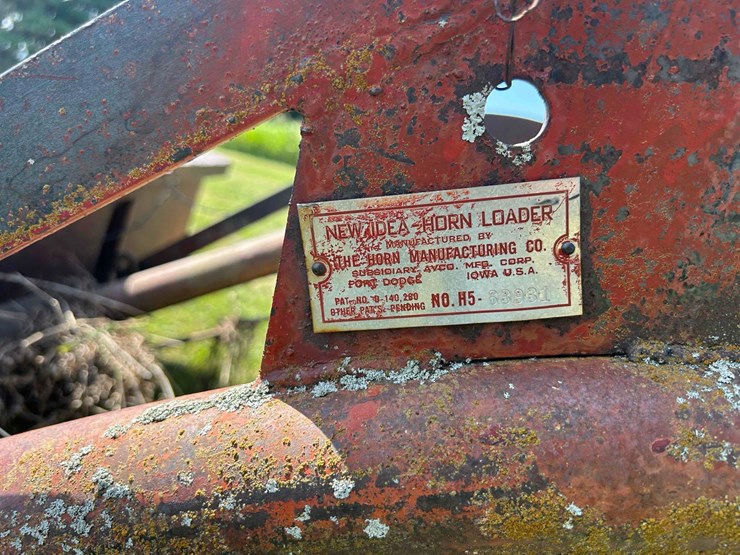 NEW IDEA-HORN LOADER
MANUFACTURED BY
THE HORN MANUFACTURING CO.
SUBSIDIARY AVCO. MFG. CORP.
FORT DODGE IOWA U.S.A.
PAT. NO. D-140,280
OTHER PAT'S. PENDING NO. H5-